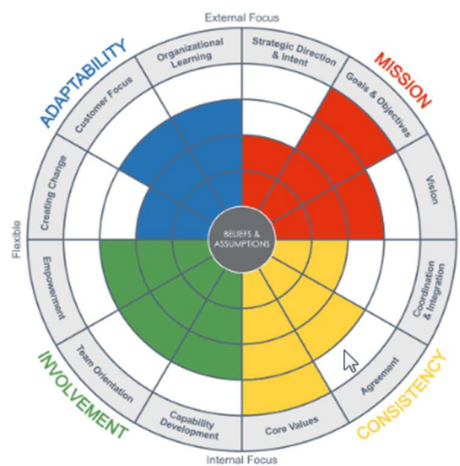 External Focus
ADAPTABILITY
Organizational
Learning
Strategic Direction
& Intent
MISSION
Customer Focus
Goals & Objectives
Creating Change
Vision
Flexible
BELIEFS &
ASSUMPTIONS
Empowerment
Coordination
& Integration
Team Orientation
Agreement
INVOLVEMENT
Capability
Development
Core Values
CONSISTENCY
Internal Focus